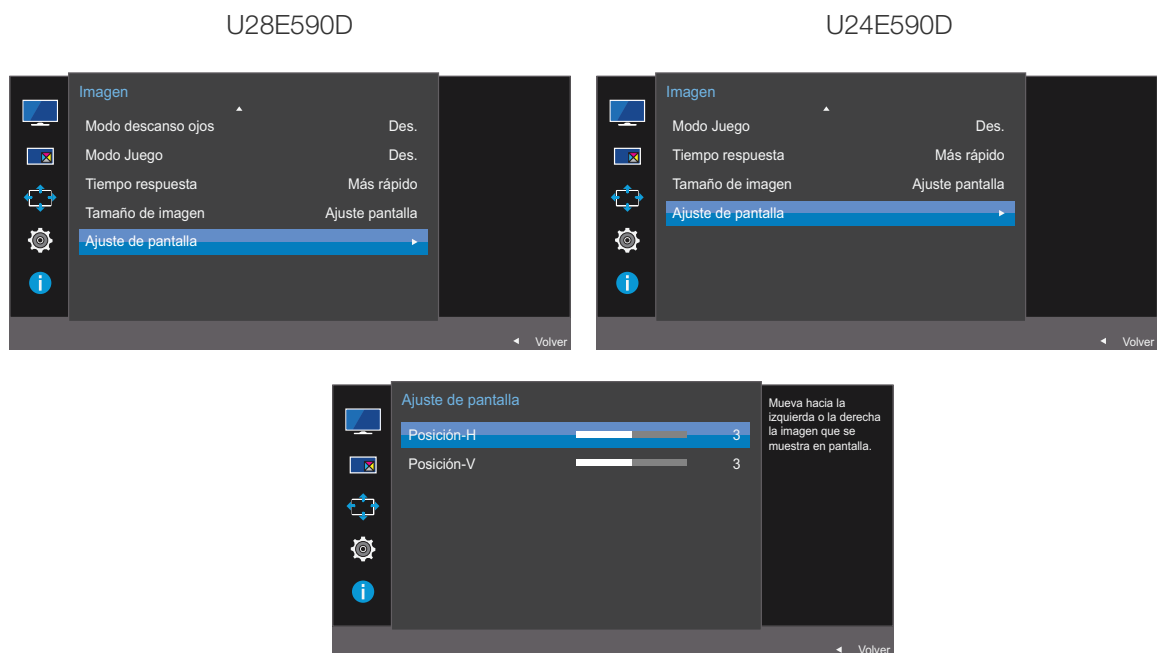 U28E590D
U24E590D
Imagen
Modo descanso ojos Des.
Modo Juego Des.
Tiempo respuesta Más rápido
Tamaño de imagen Ajuste pantalla
Ajuste de pantalla
Volver
Imagen
Modo Juego Des.
Tiempo respuesta Más rápido
Tamaño de imagen Ajuste pantalla
Ajuste de pantalla
Volver
Ajuste de pantalla
Posición-H 3
Posición-V 3
Mueva hacia la
izquierda o la derecha
la imagen que se
muestra en pantalla.
Volver